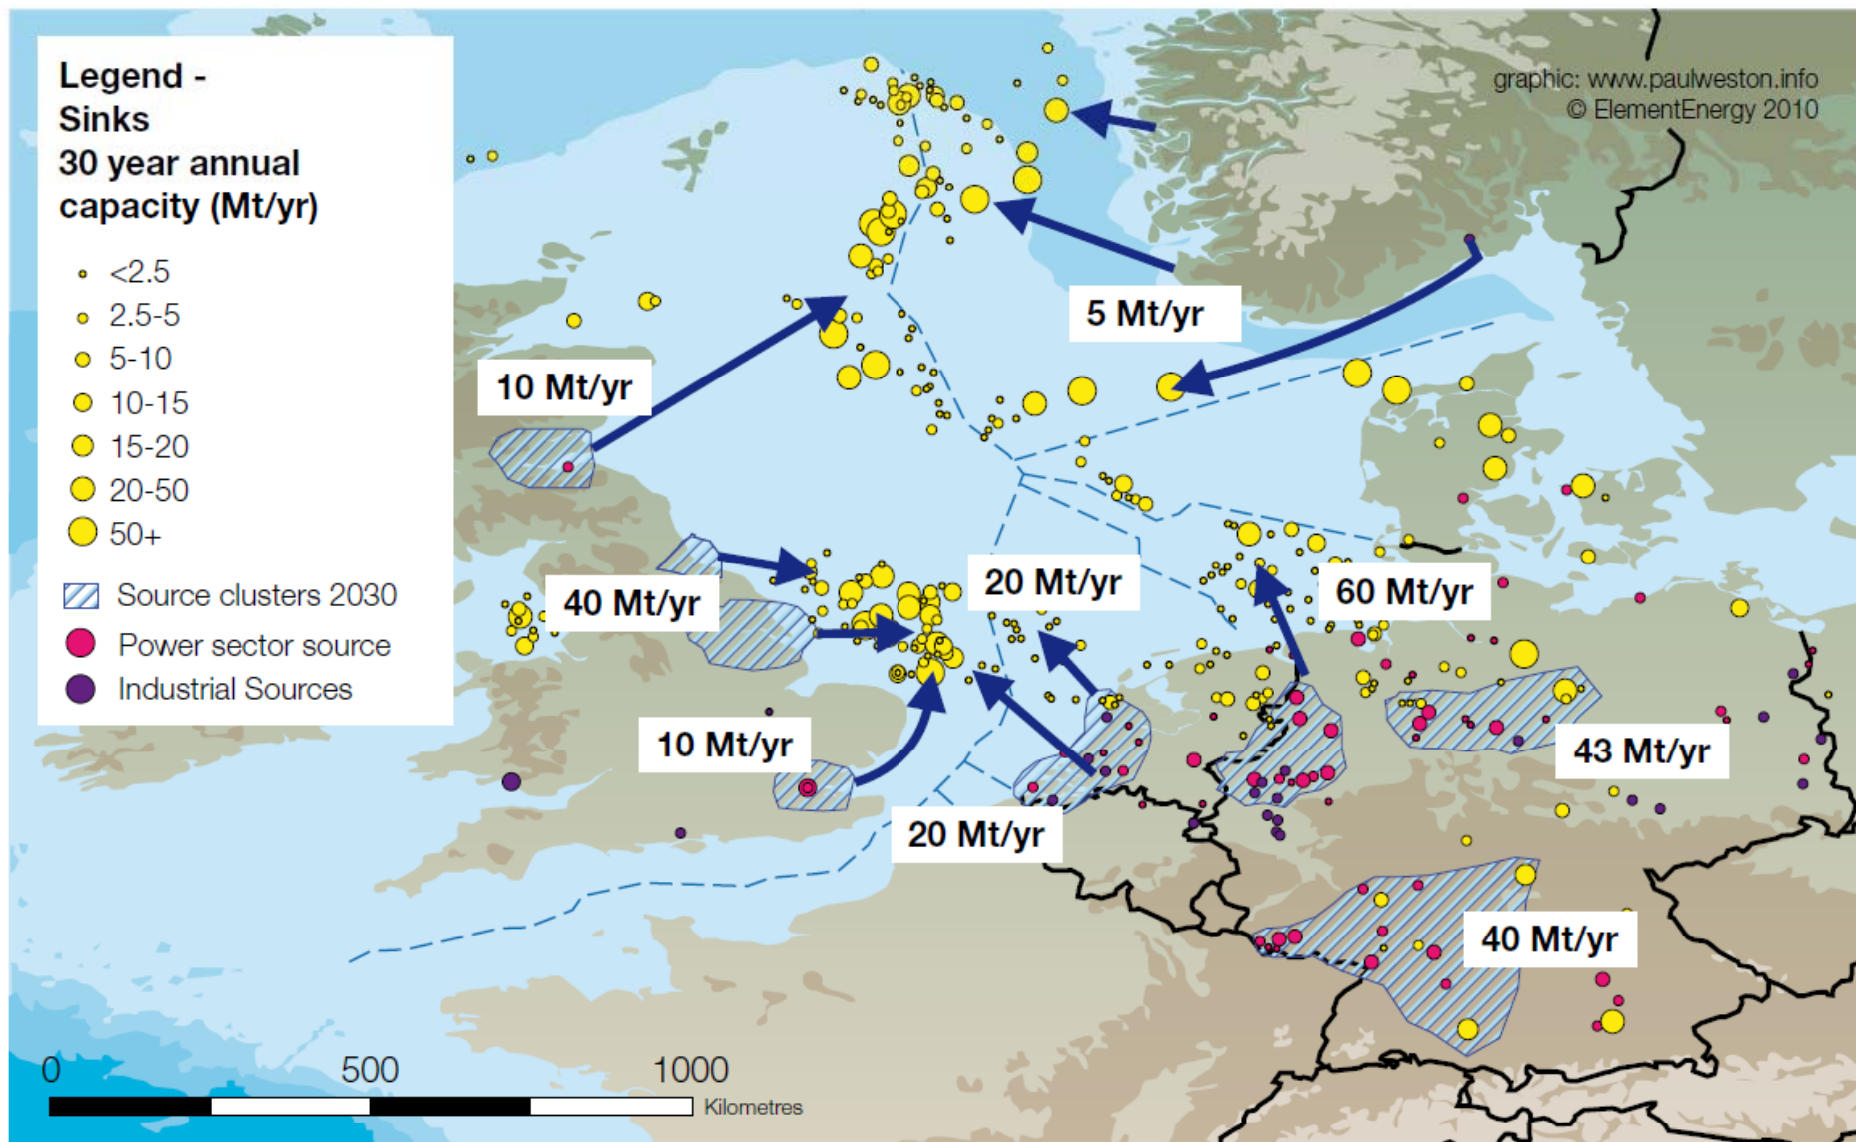 Legend -
Sinks
30 year annual
capacity (Mt/yr)
<2.5
2.5-5
5-10
10-15
15-20
20-50
50+
Source clusters 2030
Power sector source
Industrial Sources
graphic: www.paulweston.info
© ElementEnergy 2010
5 Mt/yr
10 Mt/yr
20 Mt/yr
40 Mt/yr
60 Mt/yr
10 Mt/yr
43 Mt/yr
20 Mt/yr
40 Mt/yr
0 500 1000
Kilometres